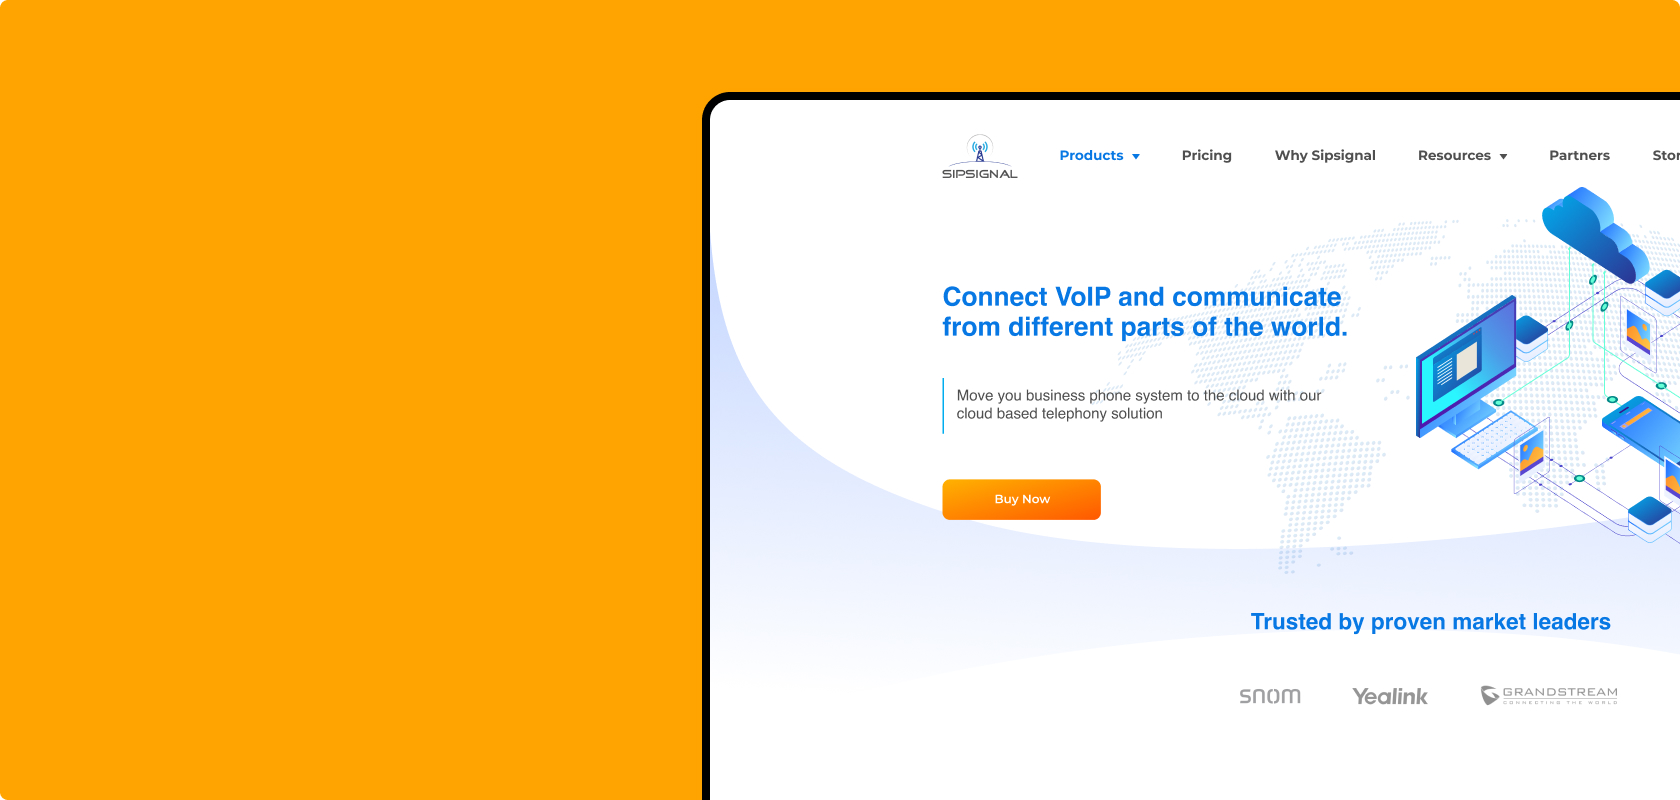 SIPSIGNAL
Products
Pricing
Why Sipsignal
Resources
Partners
Connect VoIP and communicate
from different parts of the world.
Move you business phone system to the cloud with our
cloud based telephony solution
Buy Now
Trusted by proven market leaders
snom
Yealink
GRANDSTREAM
CONNECTING THE WORLD